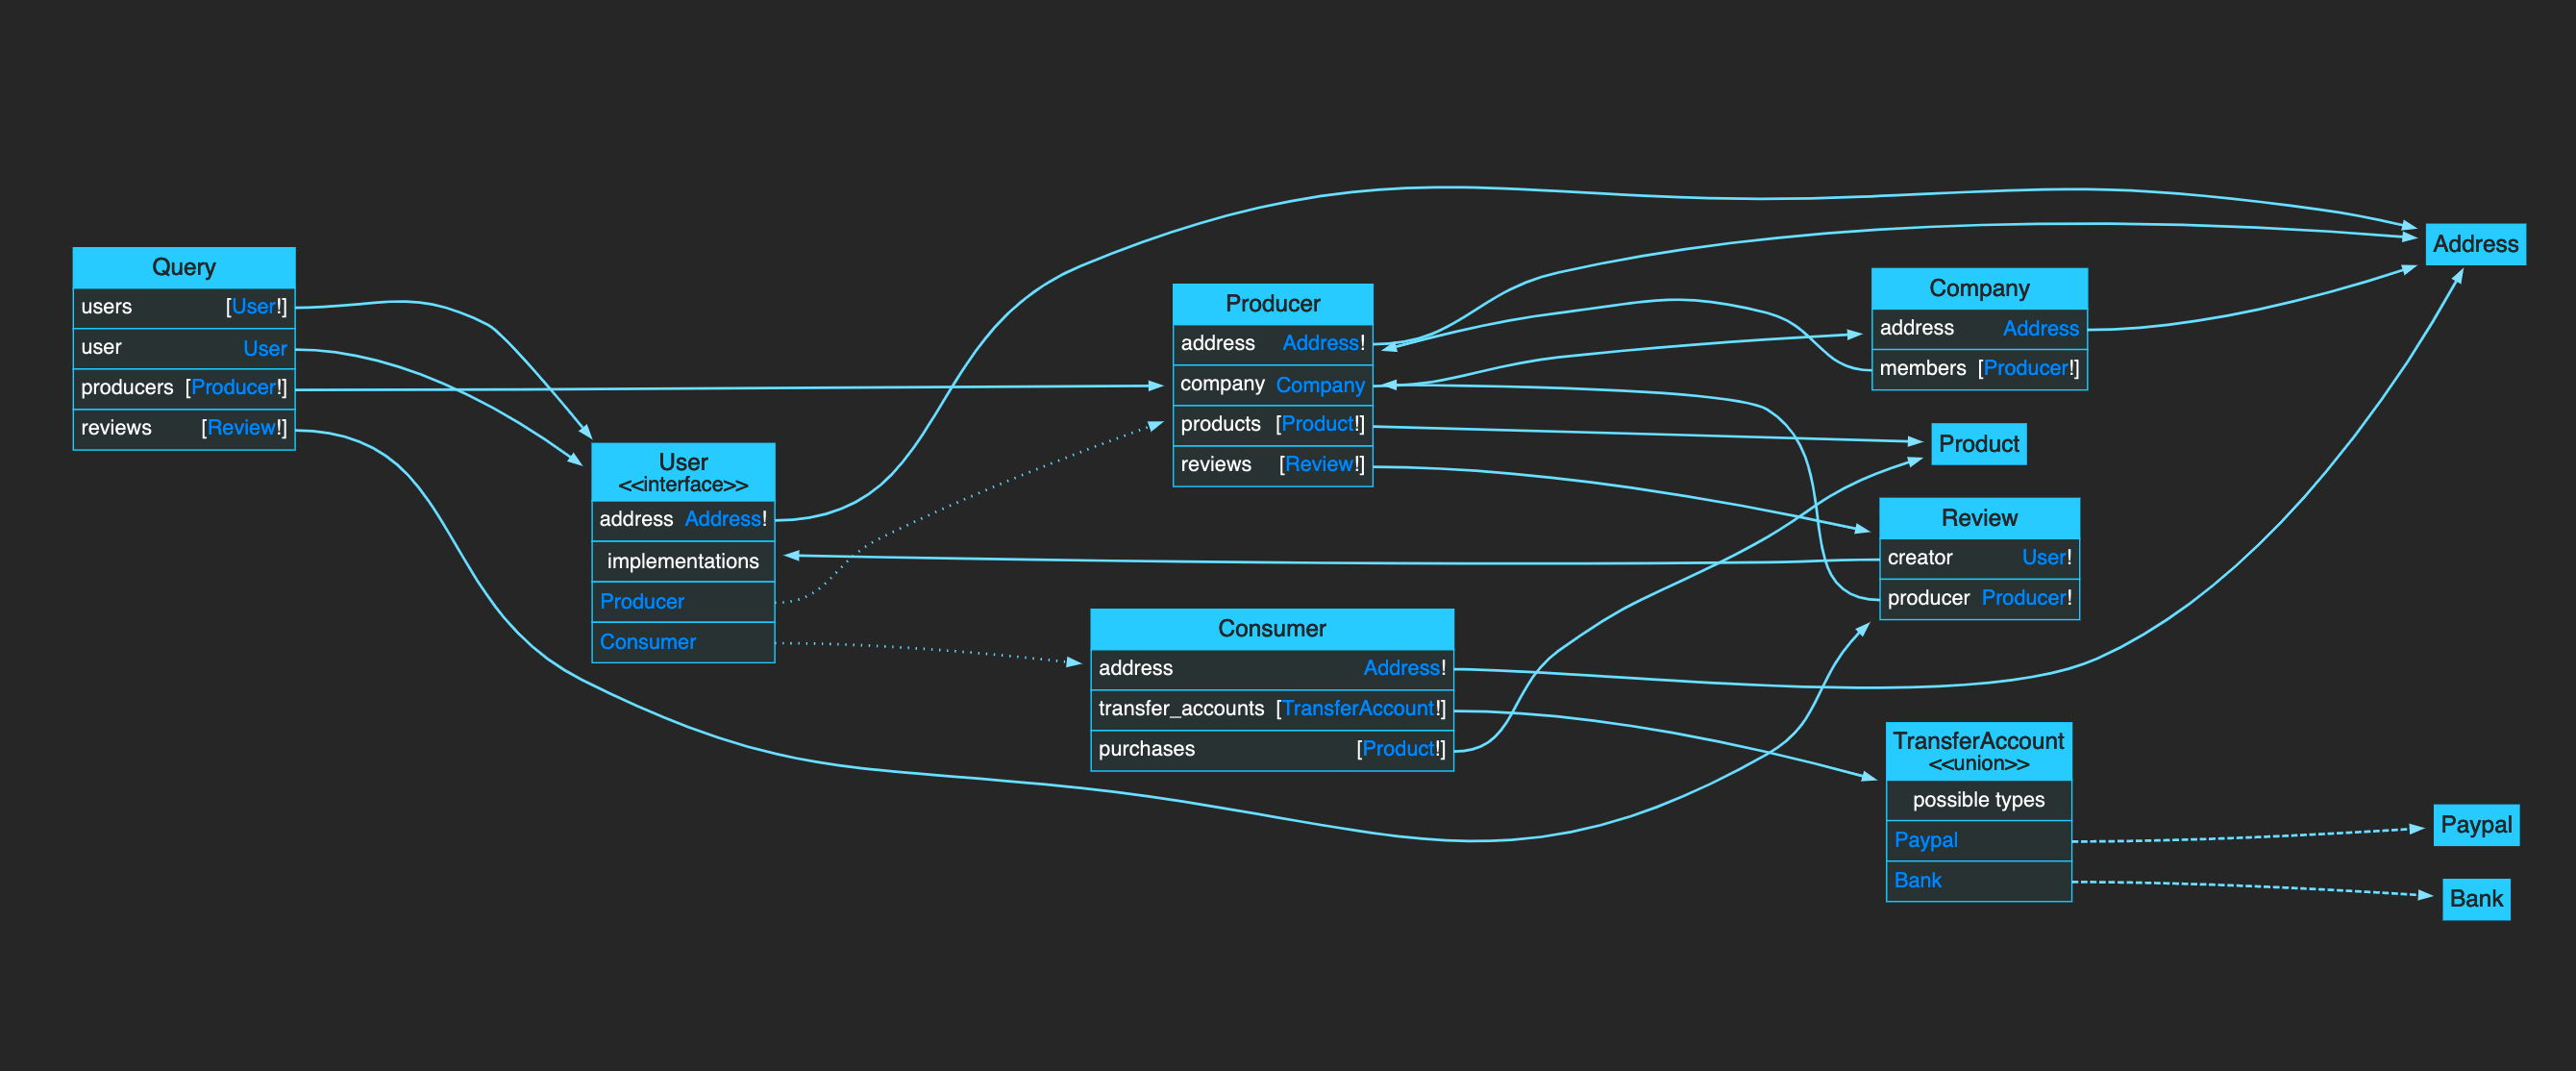 Query
users [User!]
user User
producers [Producer!]
reviews [Review!]
User
<<interface>>
address Address!
implementations
Producer
Consumer
Producer
address Address!
company Company
products [Product!]
reviews [Review!]
Consumer
address Address!
transfer_accounts [TransferAccount!]
purchases [Product!]
Company
address Address
members [Producer!]
Product
Review
creator User!
producer Producer!
TransferAccount
<<union>>
possible types
Paypal
Bank
Address
Paypal
Bank